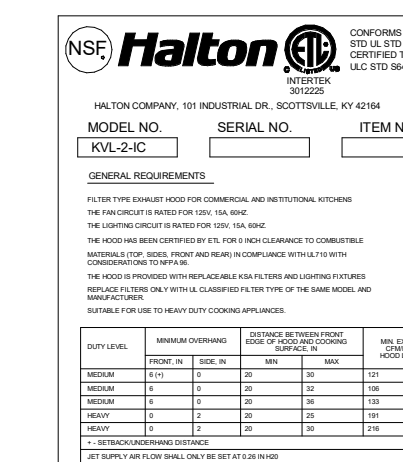 NSF Halton ETL CONFORMS
STD UL STD
CERTIFIED T
ULC STD S64
C LISTED US
INTERTEK
3012225
HALTON COMPANY, 101 INDUSTRIAL DR., SCOTTSVILLE, KY 42164
MODEL NO. SERIAL NO. ITEM N
KVL-2-IC
GENERAL REQUIREMENTS
FILTER TYPE EXHAUST HOOD FOR COMMERCIAL AND INSTITUTIONAL KITCHENS
THE FAN CIRCUIT IS RATED FOR 125V, 15A, 60HZ.
THE LIGHTING CIRCUIT IS RATED FOR 125V, 15A, 60HZ.
THE HOOD HAS BEEN CERTIFIED BY ETL FOR 0 INCH CLEARANCE TO COMBUSTIBLE
MATERIALS (TOP, SIDES, FRONT AND REAR) IN COMPLIANCE WITH UL710 WITH
CONSIDERATIONS TO NFPA 96.
THE HOOD IS PROVIDED WITH REPLACEABLE KSA FILTERS AND LIGHTING FIXTURES
REPLACE FILTERS ONLY WITH UL CLASSIFIED FILTER TYPE OF THE SAME MODEL AND
MANUFACTURER.
SUITABLE FOR USE TO HEAVY DUTY COOKING APPLIANCES.
DUTY LEVEL MINIMUM OVERHANG DISTANCE BETWEEN FRONT
EDGE OF HOOD AND COOKING
SURFACE, IN MIN. EX
CFM/
HOOD L
FRONT, IN SIDE, IN MIN MAX
MEDIUM 6 (+) 0 20 30 121
MEDIUM 6 0 20 32 106
MEDIUM 6 0 20 36 133
HEAVY 0 2 20 25 191
HEAVY 0 2 20 30 216
+ - SETBACK/UNDERHANG DISTANCE
JET SUPPLY AIR FLOW SHALL ONLY BE SET AT 0.26 IN H20